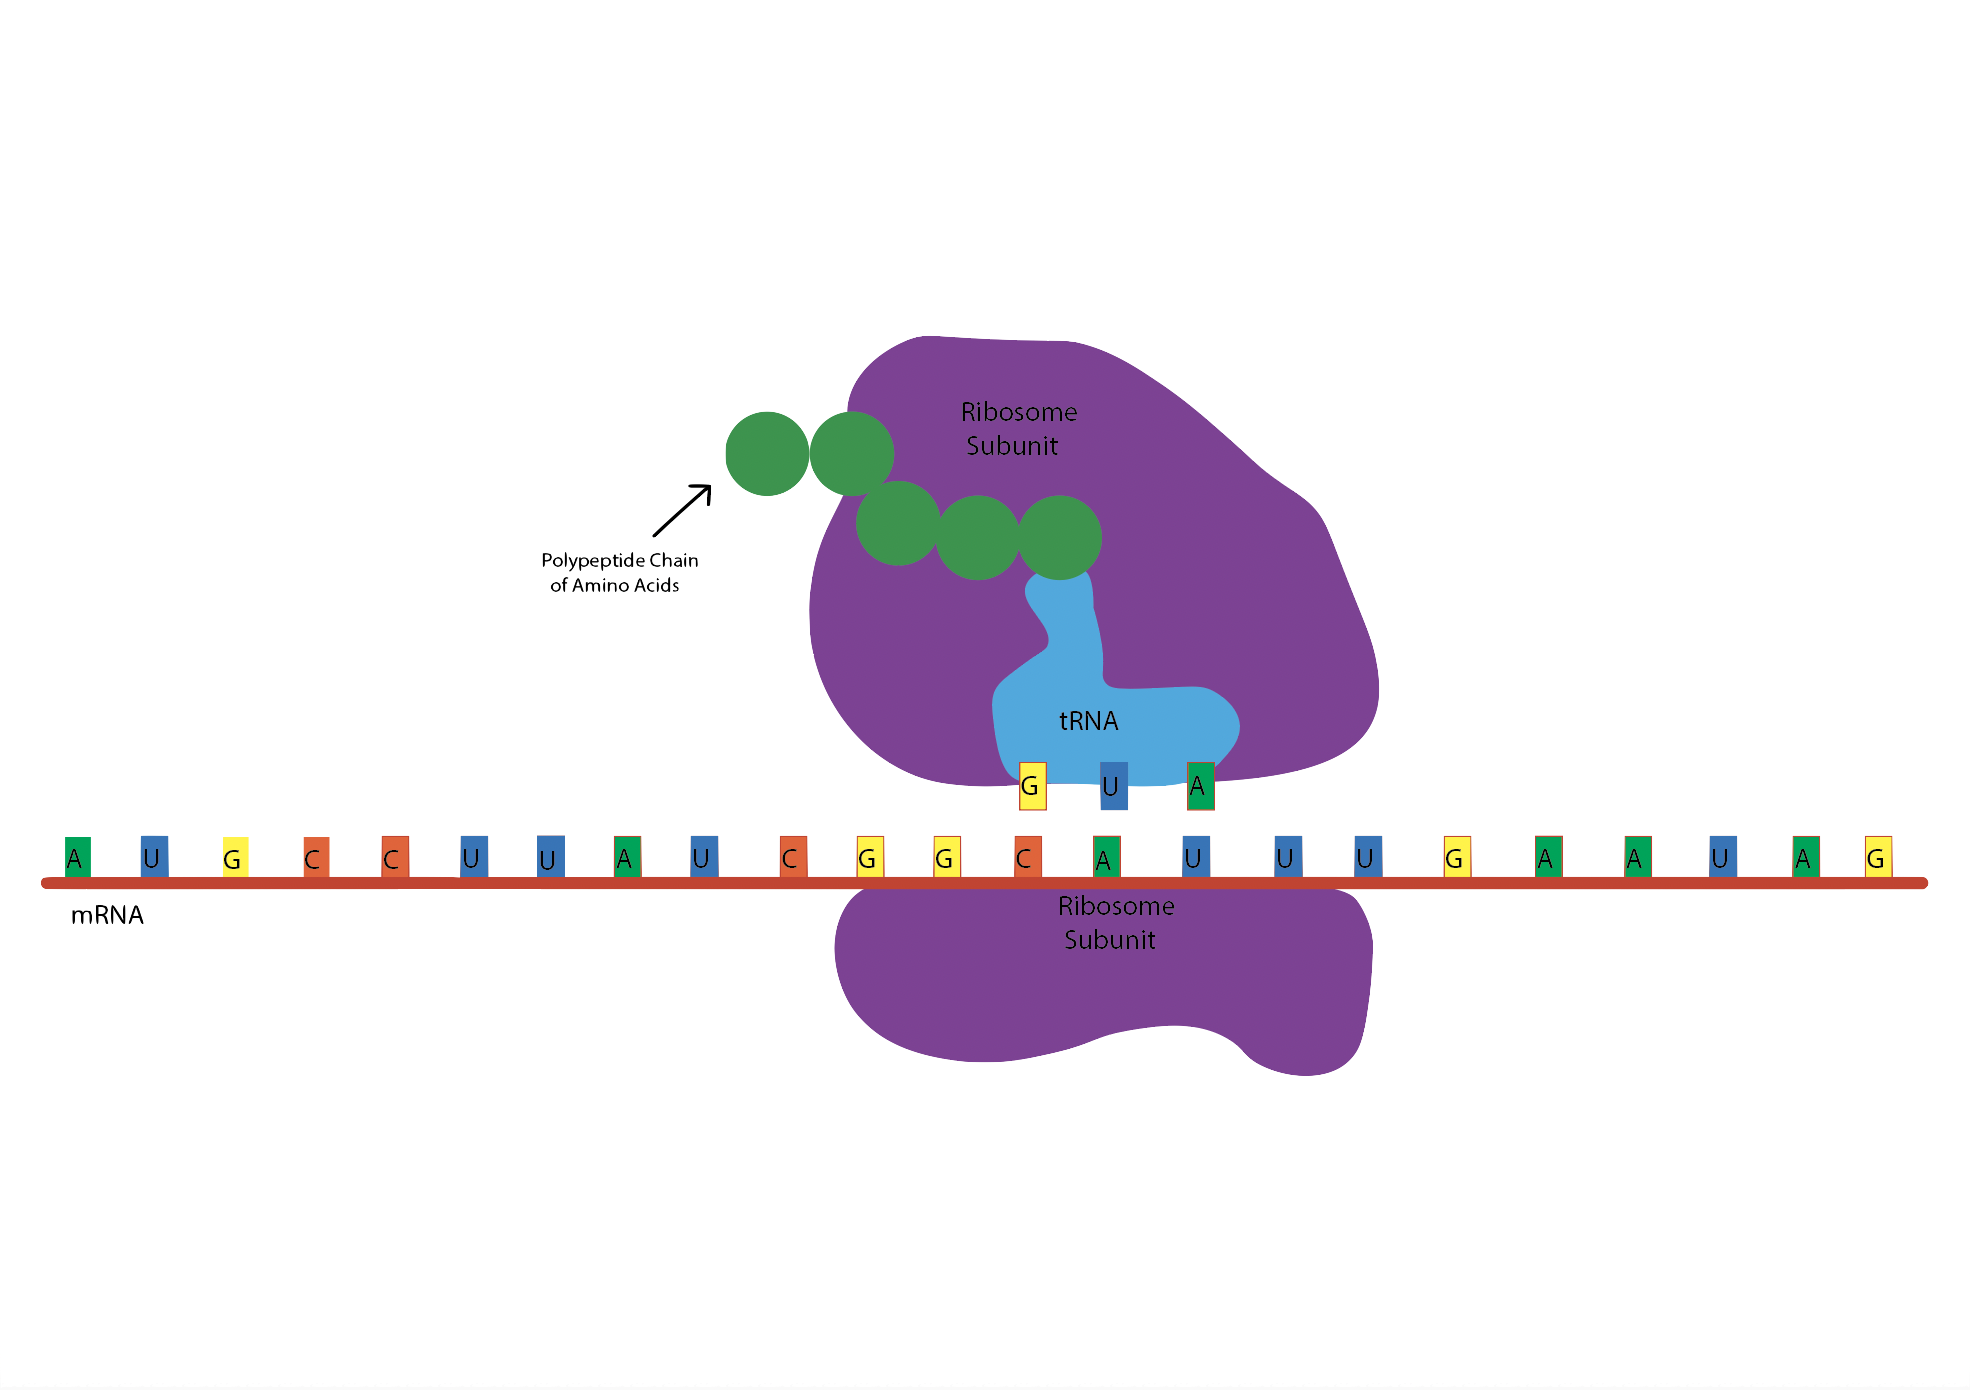 Ribosome
Subunit
Polypeptide Chain
of Amino Acids
tRNA
G U A
A U G C C U U A U C G G C A U U U G A A U A G
mRNA
Ribosome
Subunit